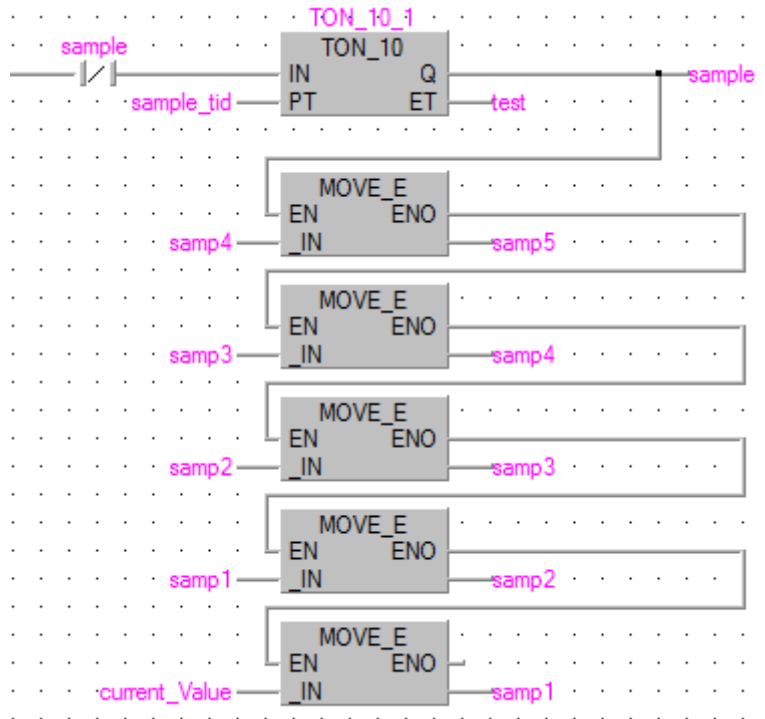 TON_10_1
sample TON_10
IN Q sample
sample_tid PT ET test
MOVE_E
EN ENO
samp4 _IN samp5
MOVE_E
EN ENO
samp3 _IN samp4
MOVE_E
EN ENO
samp2 _IN samp3
MOVE_E
EN ENO
samp1 _IN samp2
MOVE_E
EN ENO
current_Value _IN samp1